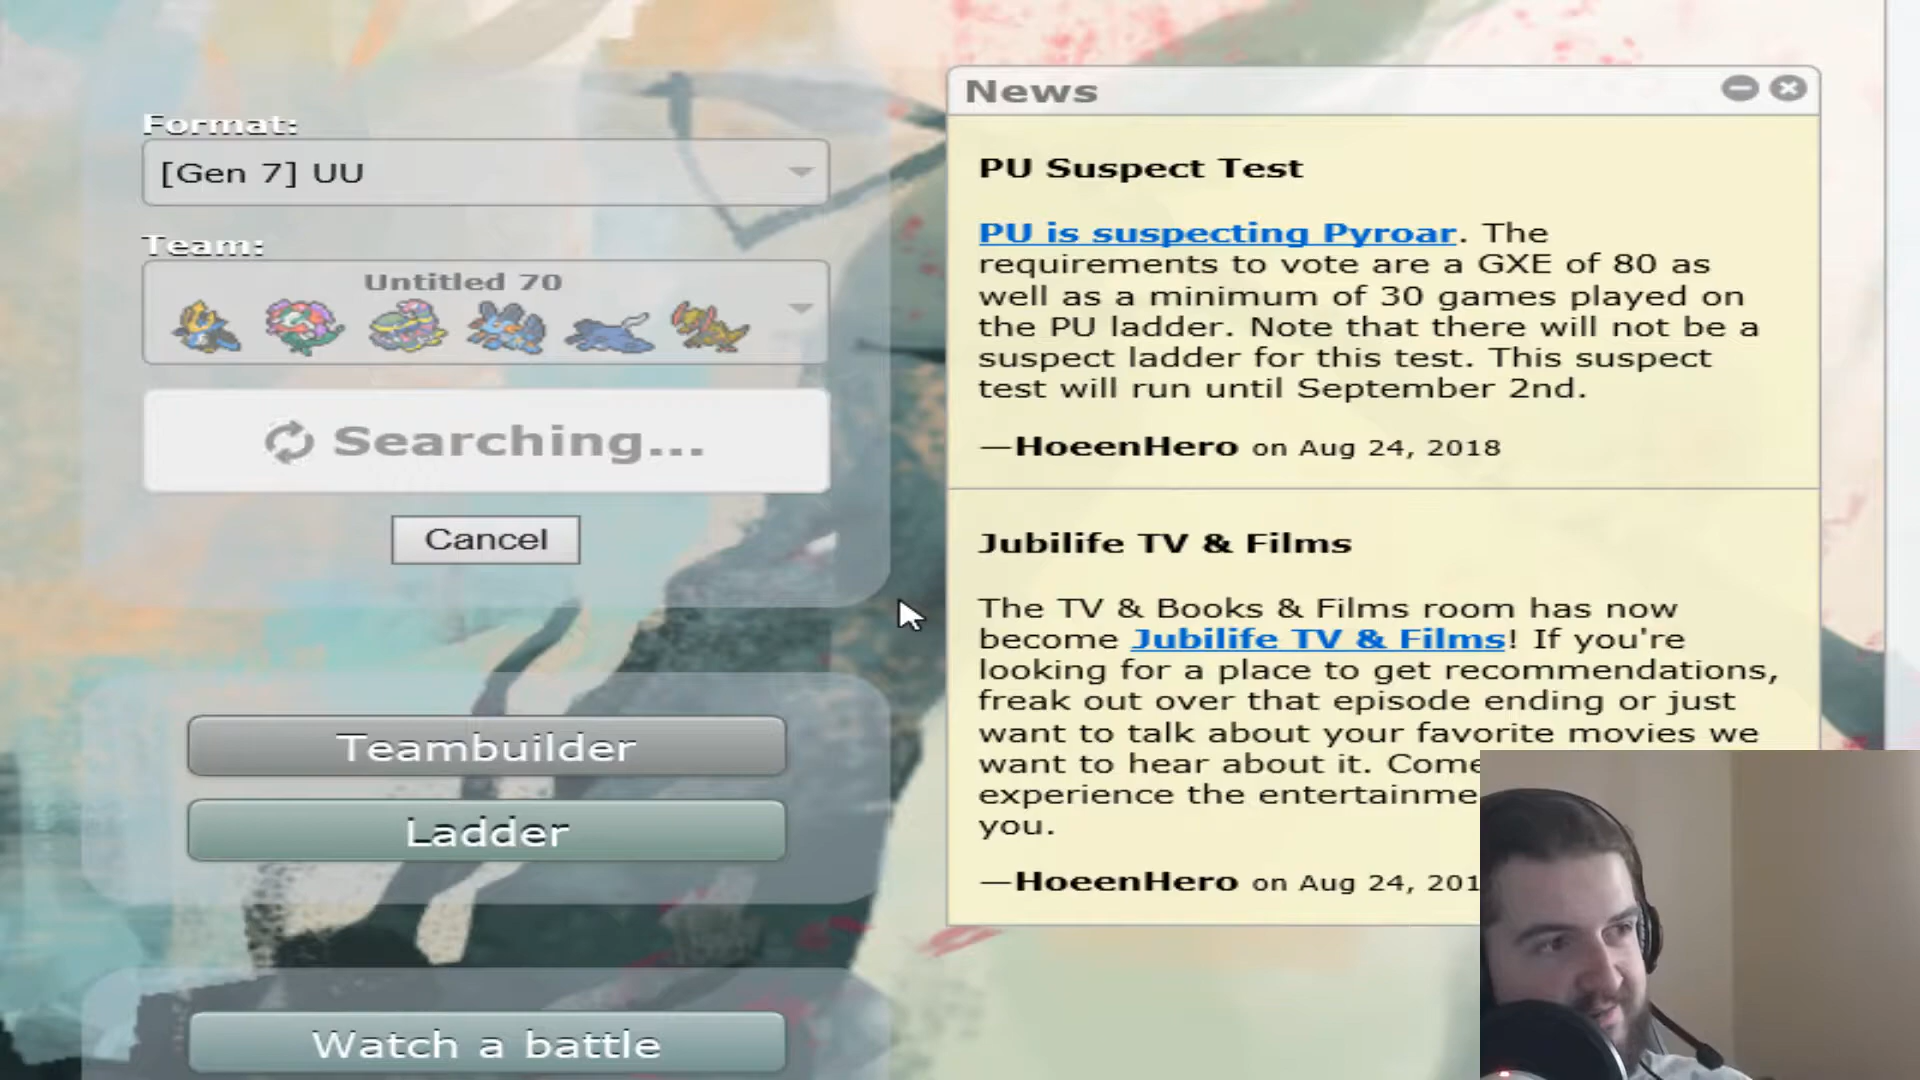 Format:
[Gen 7] UU
Team:
Untitled 70
Searching...
Cancel
Teambuilder
Ladder
Watch a battle
News
PU Suspect Test
PU is suspecting Pyroar. The
requirements to vote are a GXE of 80 as
well as a minimum of 30 games played on
the PU ladder. Note that there will not be a
suspect ladder for this test. This suspect
test will run until September 2nd.
—HoeenHero on Aug 24, 2018
Jubilife TV & Films
The TV & Books & Films room has now
become Jubilife TV & Films! If you're
looking for a place to get recommendations,
freak out over that episode ending or just
want to talk about your favorite movies we
want to hear about it. Come
experience the entertainme
you.
—HoeenHero on Aug 24, 201